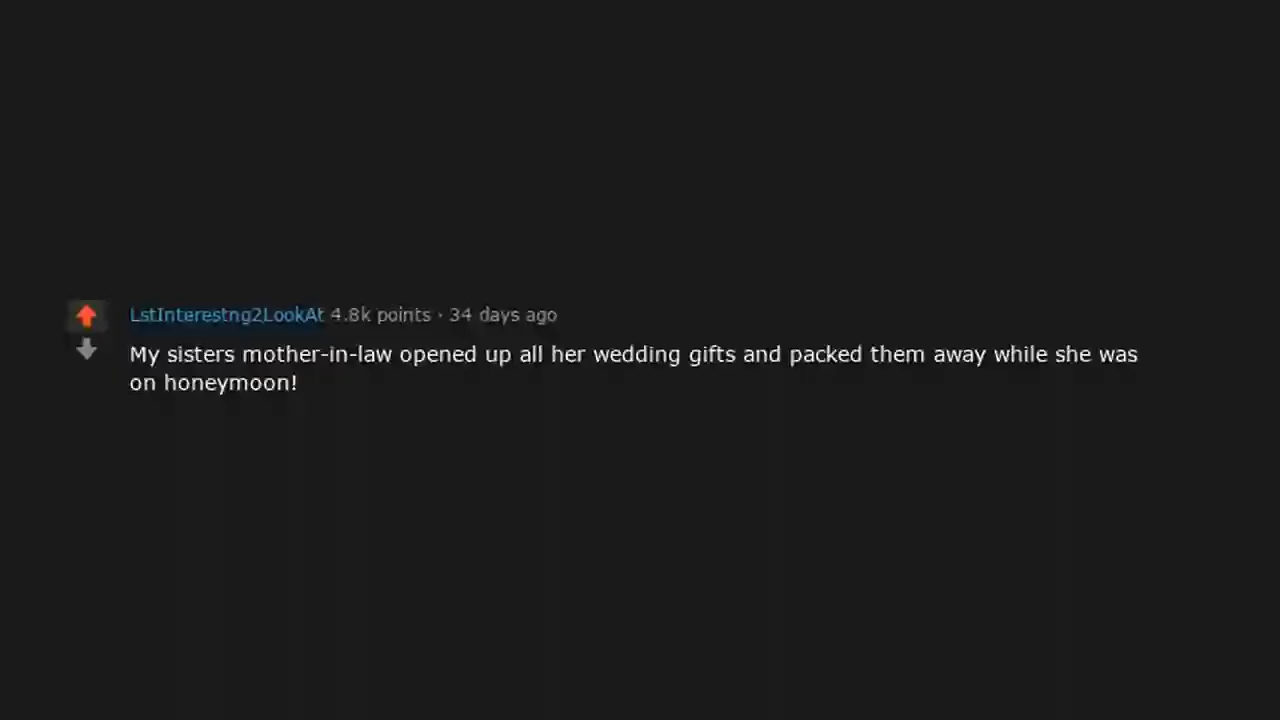 LstInterestng2LookAt 4.8k points · 34 days ago
My sisters mother-in-law opened up all her wedding gifts and packed them away while she was
on honeymoon!